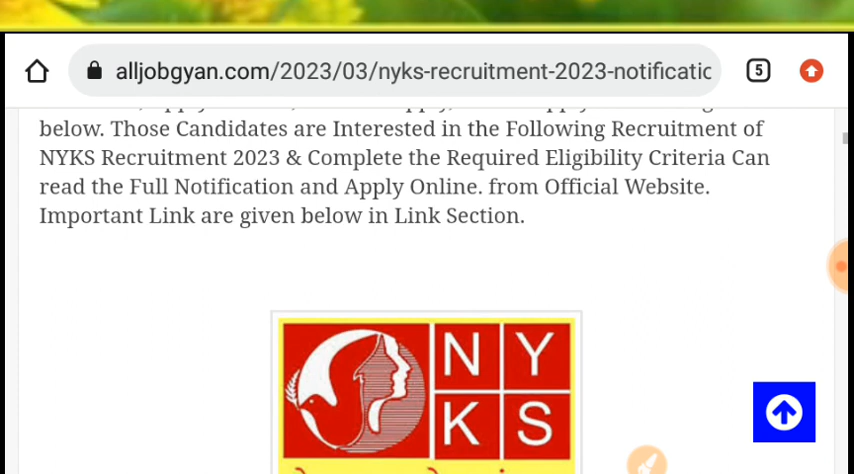 alljobgyan.com/2023/03/nyks-recruitment-2023-notificatic
5
below. Those Candidates are Interested in the Following Recruitment of
NYKS Recruitment 2023 & Complete the Required Eligibility Criteria Can
read the Full Notification and Apply Online. from Official Website.
Important Link are given below in Link Section.
N Y
K S